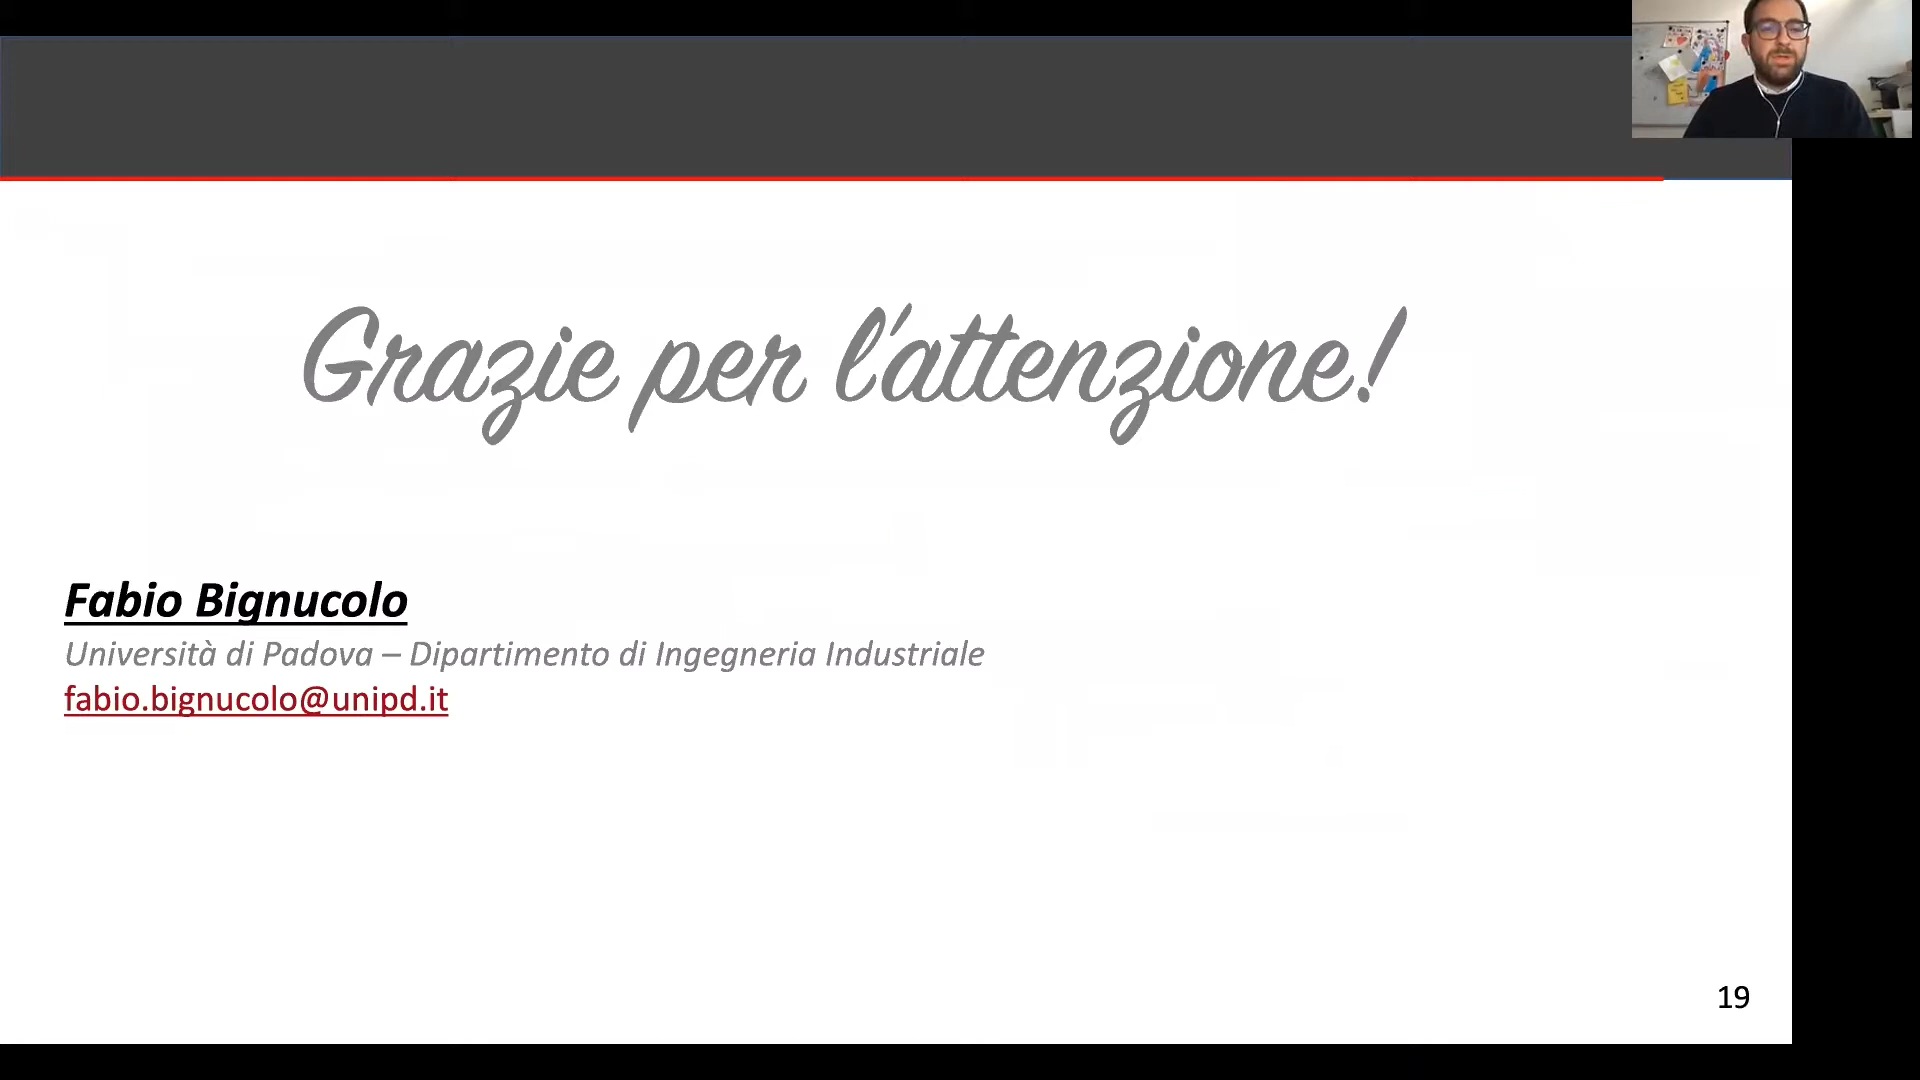 Grazie per l'attenzione!
Fabio Bignucolo
Università di Padova – Dipartimento di Ingegneria Industriale
fabio.bignucolo@unipd.it
19